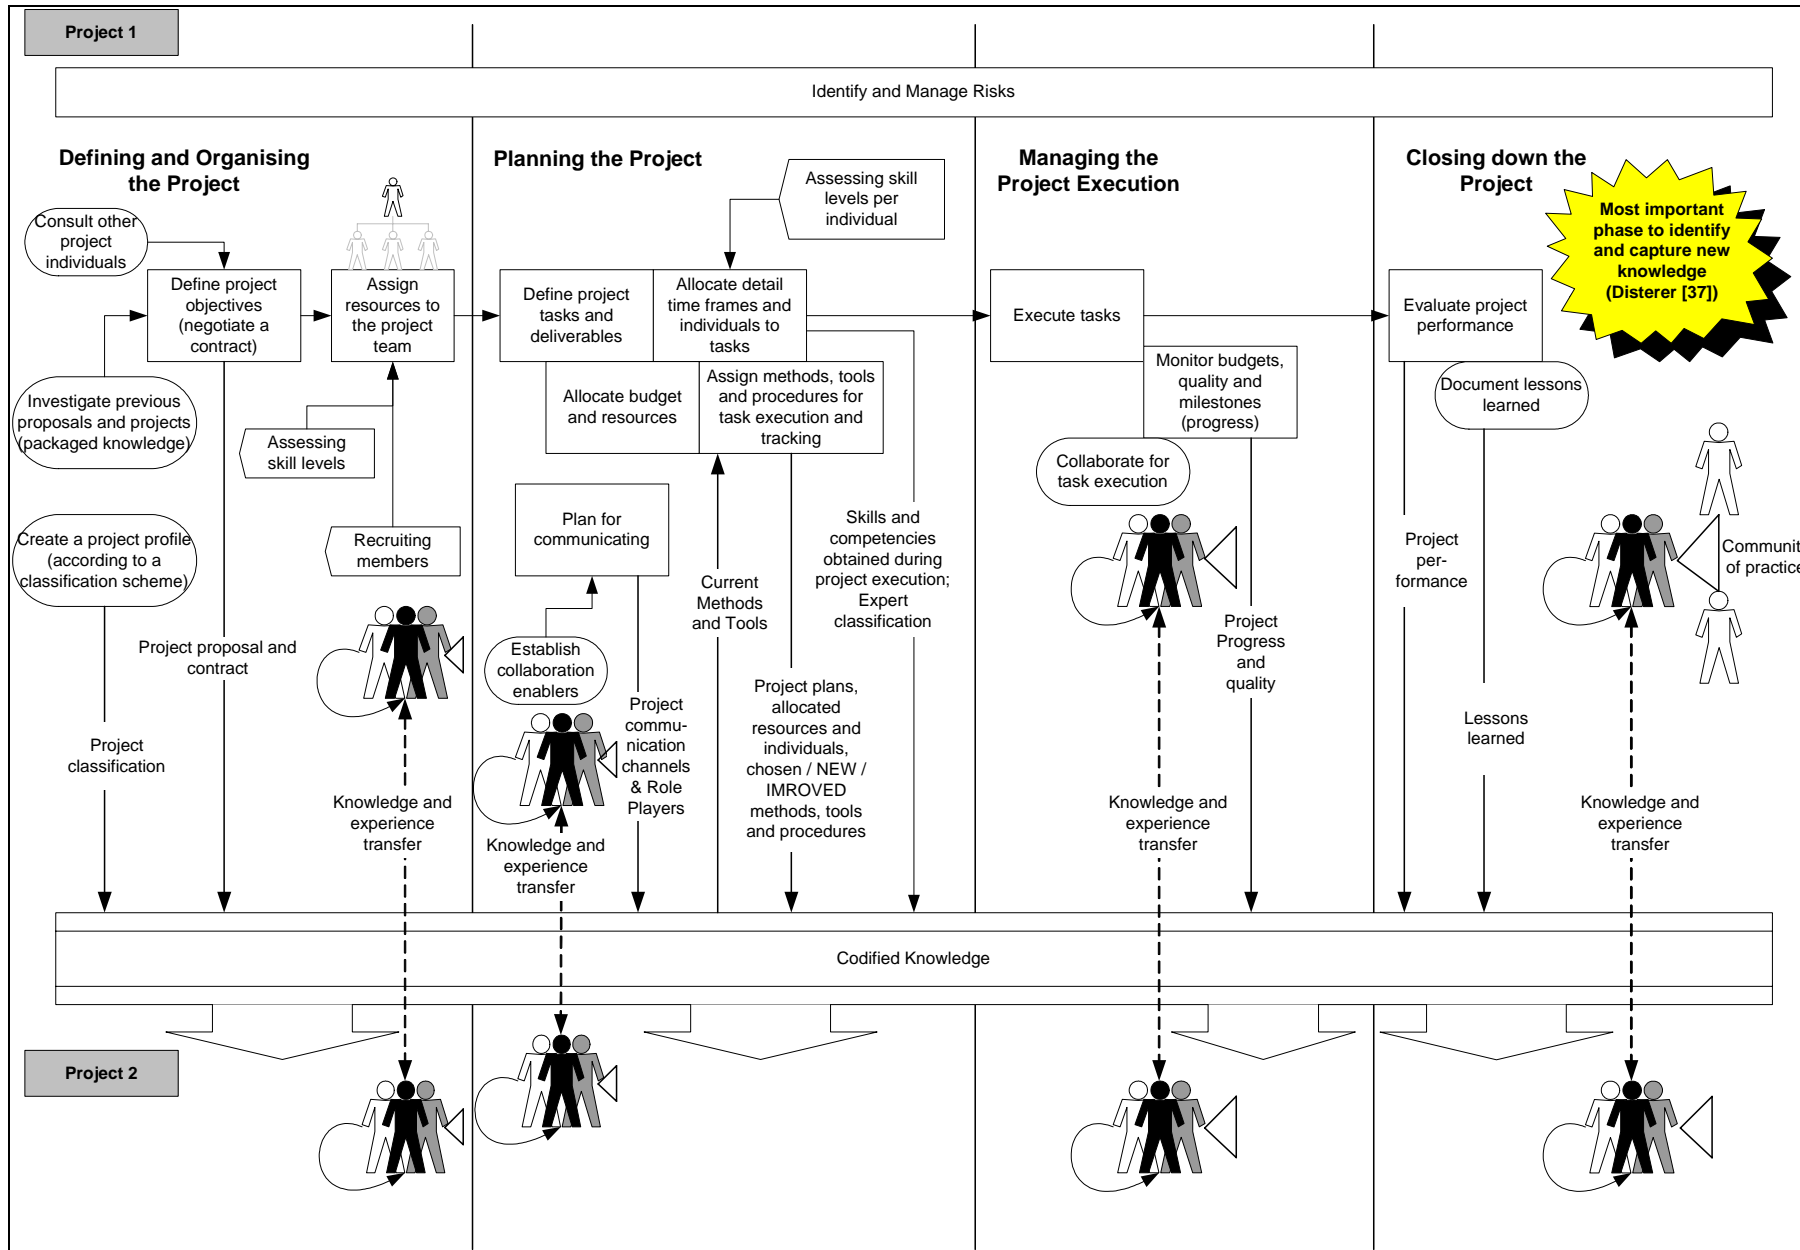 Project 1
Identify and Manage Risks
Defining and Organising
the Project
Consult other
project
individuals
Define project
objectives
(negotiate a
contract)
Assign
resources to
the project
team
Investigate previous
proposals and projects
(packaged knowledge)
Assessing
skill levels
Recruiting
members
Create a project profile
(according to a
classification scheme)
Project proposal and
contract
Project
classification
Knowledge and
experience
transfer
Planning the Project
Assessing skill
levels per
individual
Define project
tasks and
deliverables
Allocate detail
time frames and
individuals to
tasks
Allocate budget
and resources
Assign methods, tools
and procedures for
task execution and
tracking
Plan for
communicating
Establish
collaboration
enablers
Current
Methods
and Tools
Skills and
competencies
obtained during
project execution;
Expert
classification
Project
commu-
nication
channels
& Role
Players
Project plans,
allocated
resources and
individuals,
chosen / NEW /
IMROVED
methods, tools
and procedures
Knowledge and
experience
transfer
Managing the
Project Execution
Execute tasks
Monitor budgets,
quality and
milestones
(progress)
Collaborate for
task execution
Project
Progress
and
quality
Knowledge and
experience
transfer
Closing down the
Project
Most important
phase to identify
and capture new
knowledge
(Disterer [37])
Evaluate project
performance
Document lessons
learned
Project
per-
formance
Communit
of practice
Lessons
learned
Knowledge and
experience
transfer
Codified Knowledge
Project 2